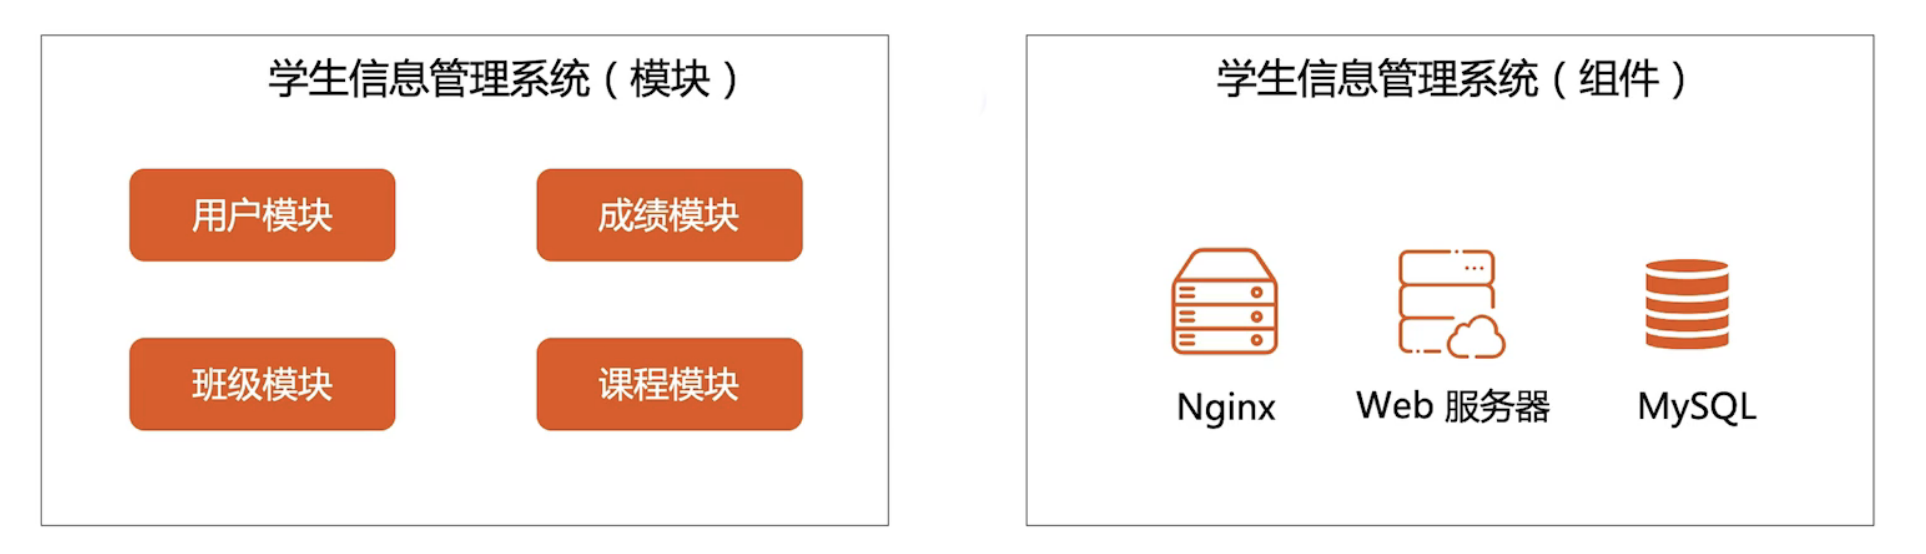 学生信息管理系统（模块）
用户模块
成绩模块
班级模块
课程模块
学生信息管理系统（组件）
Nginx
Web 服务器
MySQL